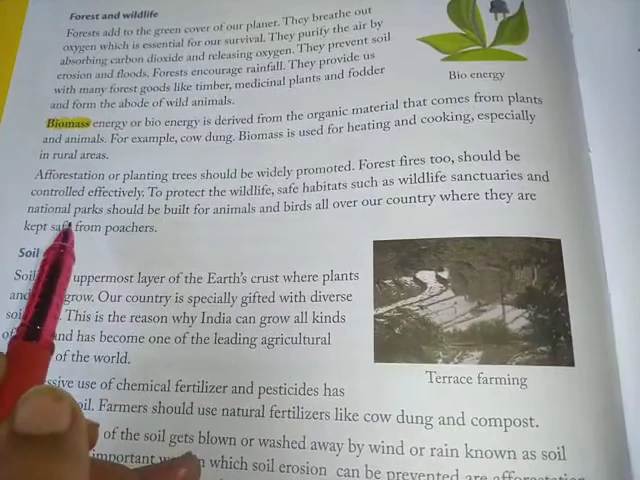 Forest and wildlife
Forests add to the green cover of our planet. They breathe out
oxygen which is essential for our survival. They purify the air by
absorbing carbon dioxide and releasing oxygen. They prevent soil
erosion and floods. Forests encourage rainfall. They provide us
with many forest goods like timber, medicinal plants and fodder
and form the abode of wild animals.
Bio energy
Biomass energy or bio energy is derived from the organic material that comes from plants
and animals. For example, cow dung. Biomass is used for heating and cooking, especially
in rural areas.
Afforestation or planting trees should be widely promoted. Forest fires too, should be
controlled effectively. To protect the wildlife, safe habitats such as wildlife sanctuaries and
national parks should be built for animals and birds all over our country where they are
kept safe from poachers.
Soil
Soil uppermost layer of the Earth's crust where plants
and grow. Our country is specially gifted with diverse
This is the reason why India can grow all kinds
of and has become one of the leading agricultural
of the world.
Terrace farming
use of chemical fertilizer and pesticides has
Farmers should use natural fertilizers like cow dung and compost.
of the soil gets blown or washed away by wind or rain known as soil
important in which soil erosion can be prevented are afforestation